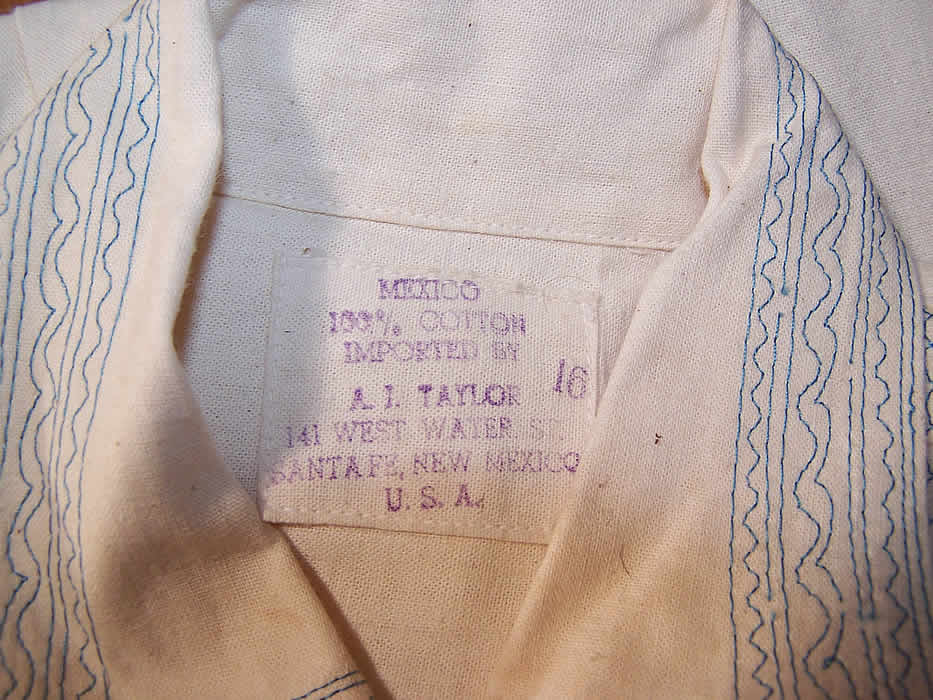 MEXICO
100% COTTON
IMPORTED BY
A. I. TAYLOR 16
141 WEST WATER ST.
SANTA FE, NEW MEXICO
U. S. A.